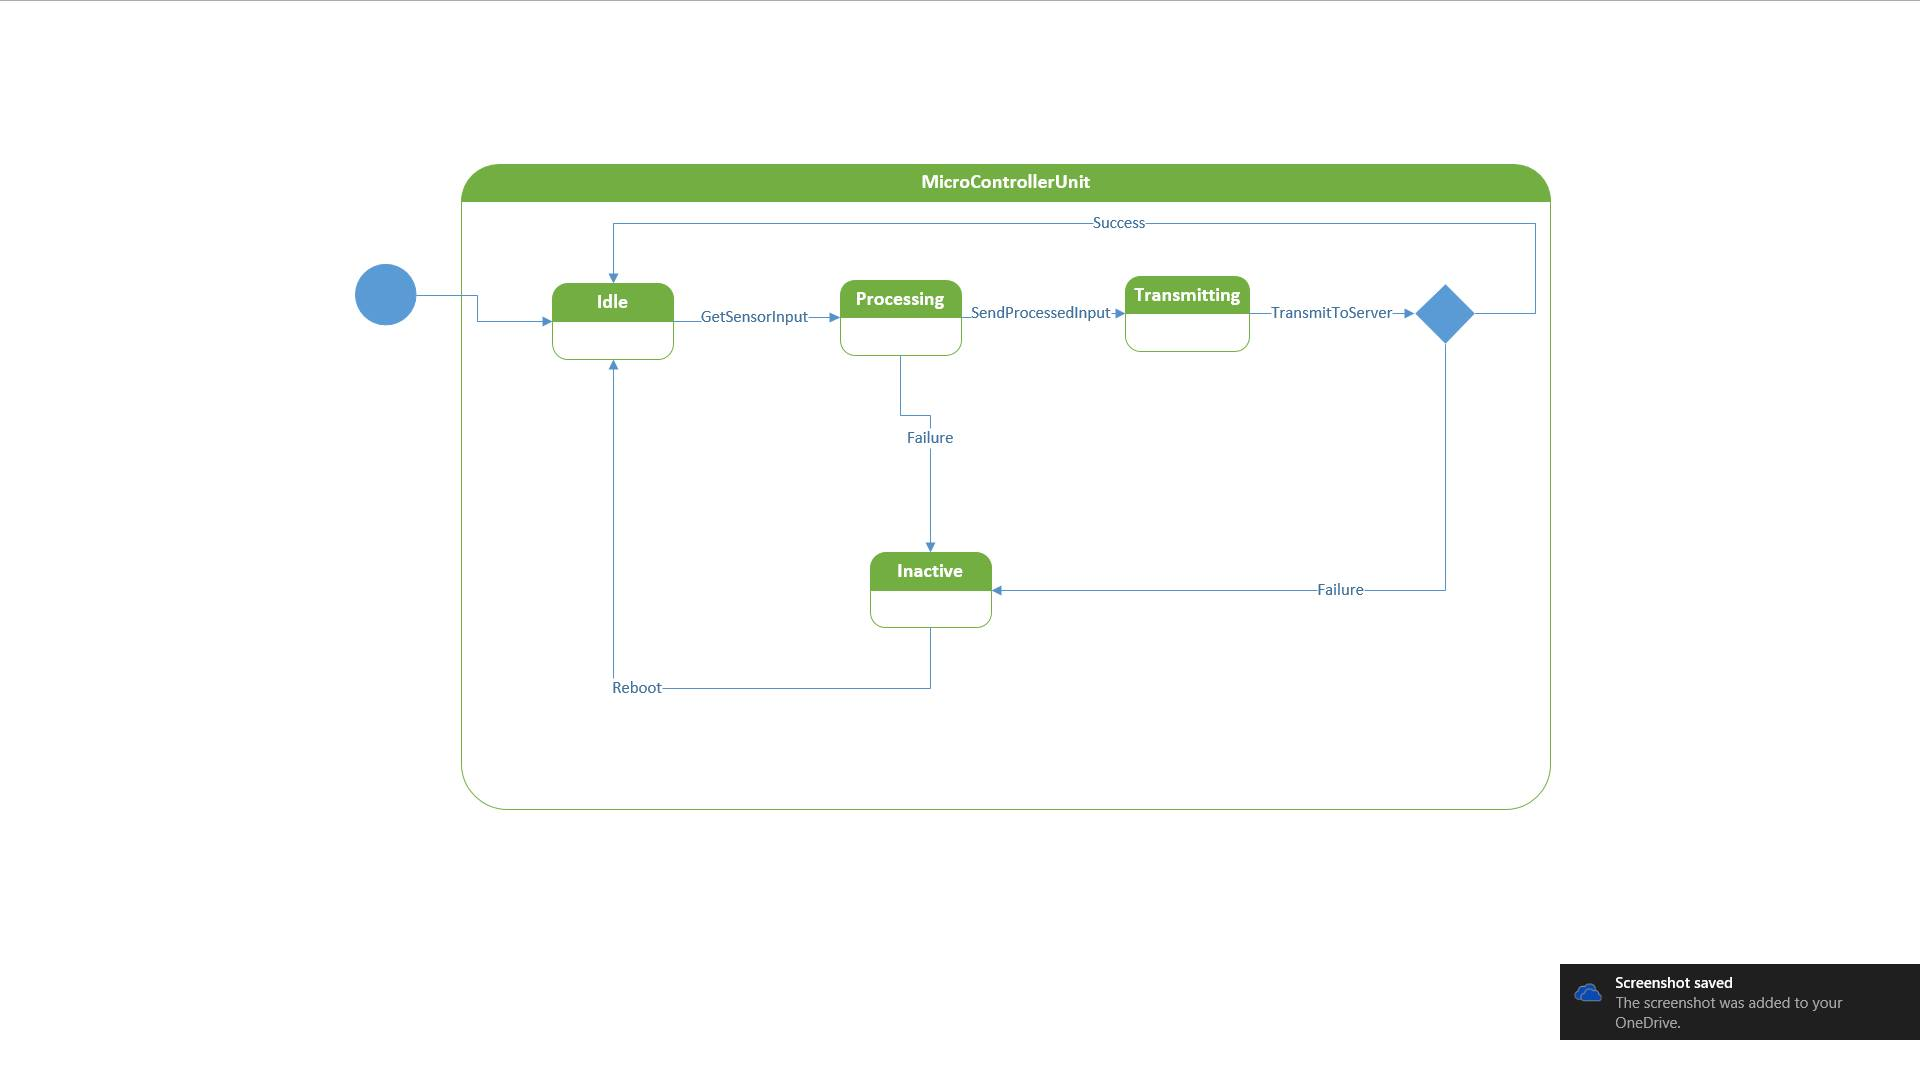 MicroControllerUnit
Success
Idle
GetSensorInput
Processing
SendProcessedInput
Transmitting
TransmitToServer
Failure
Inactive
Failure
Reboot
Screenshot saved
The screenshot was added to your
OneDrive.